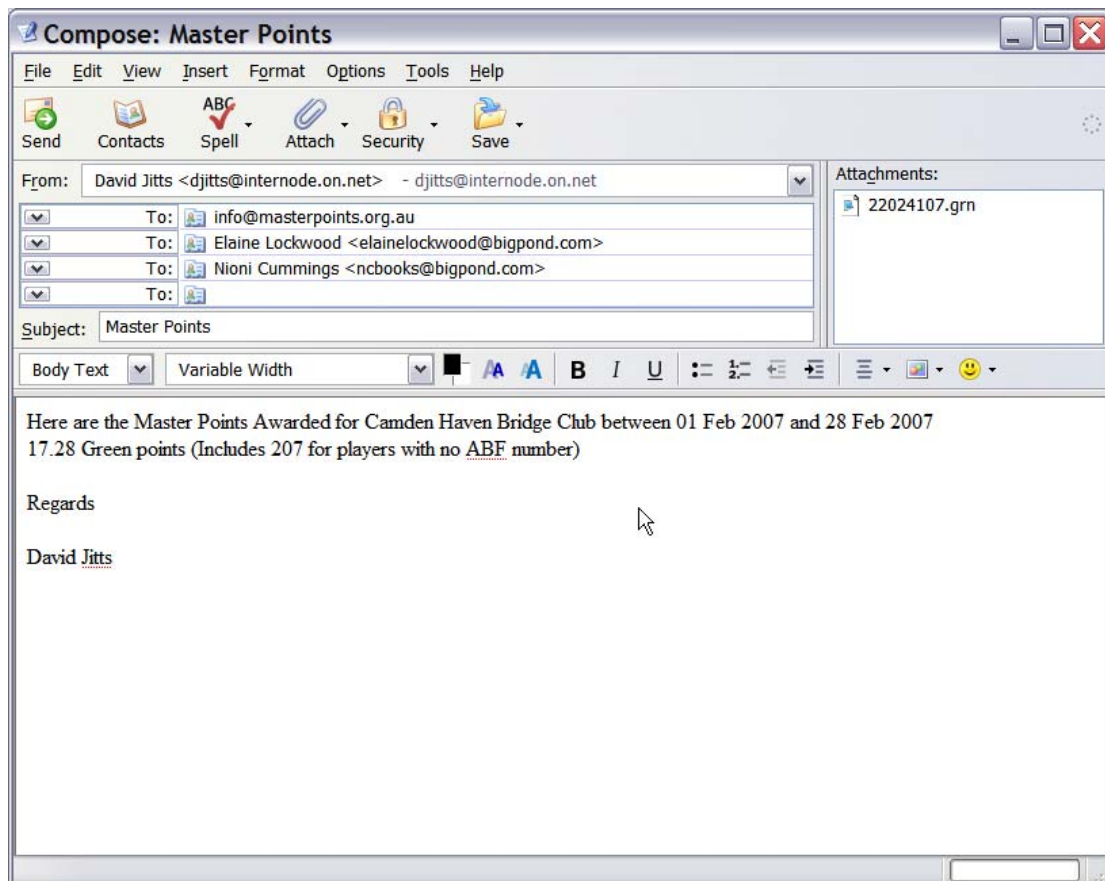 Compose: Master Points
File Edit View Insert Format Options Tools Help
ABC
Send Contacts Spell Attach Security Save
From: David Jitts <djitts@internode.on.net> - djitts@internode.on.net
Attachments:
22024107.grn
To: info@masterpoints.org.au
To: Elaine Lockwood <elainelockwood@bigpond.com>
To: Nioni Cummings <ncbooks@bigpond.com>
To:
Subject: Master Points
Body Text Variable Width A A A A B I U
Here are the Master Points Awarded for Camden Haven Bridge Club between 01 Feb 2007 and 28 Feb 2007
17.28 Green points (Includes 207 for players with no ABF number)
Regards
David Jitts